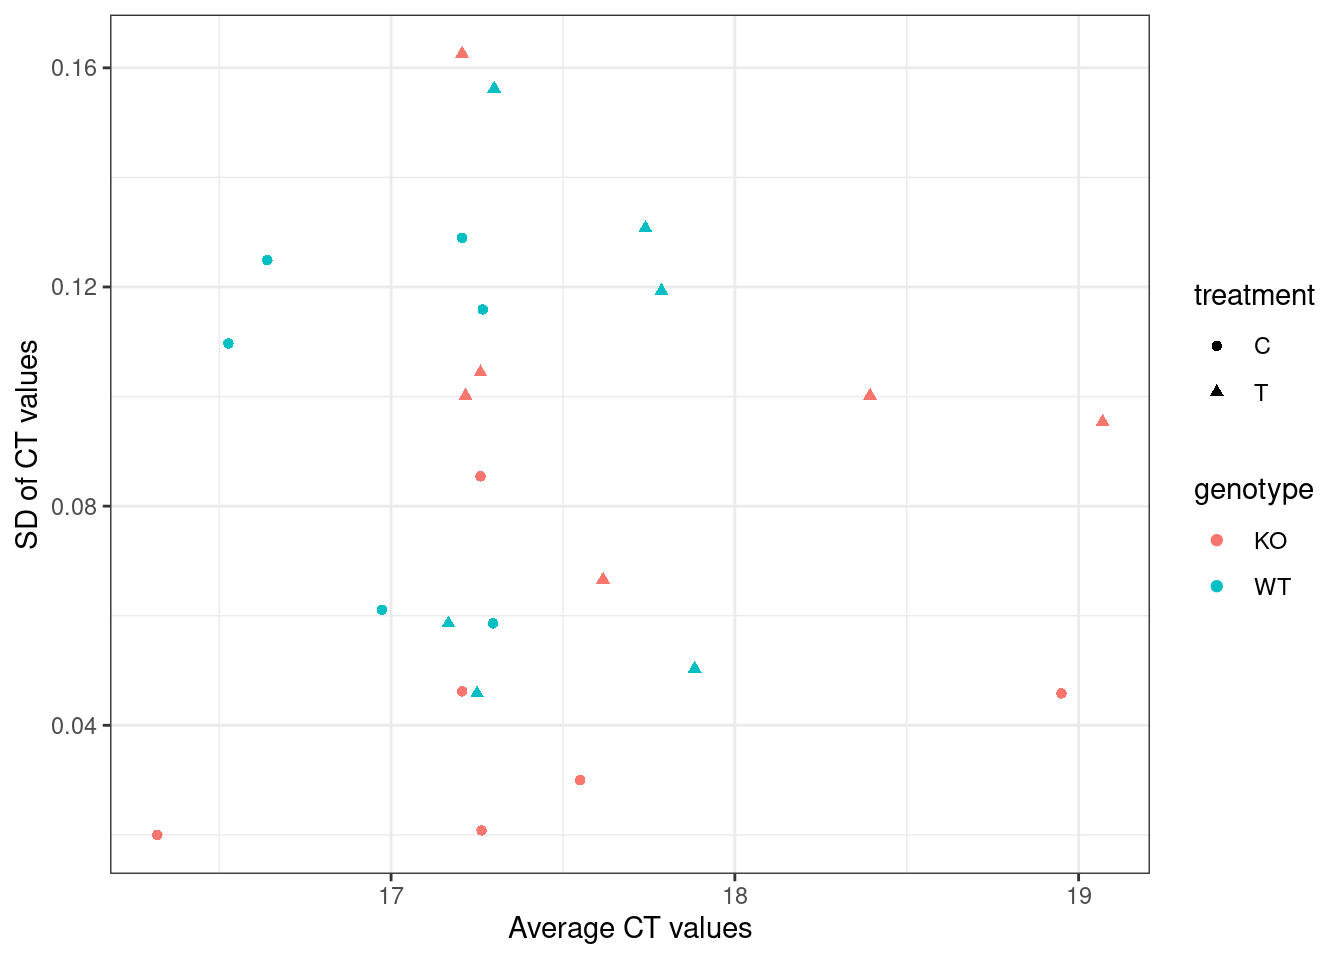 0.16
0.12
0.08
0.04
SD of CT values
17
18
19
Average CT values
treatment
C
T
genotype
KO
WT